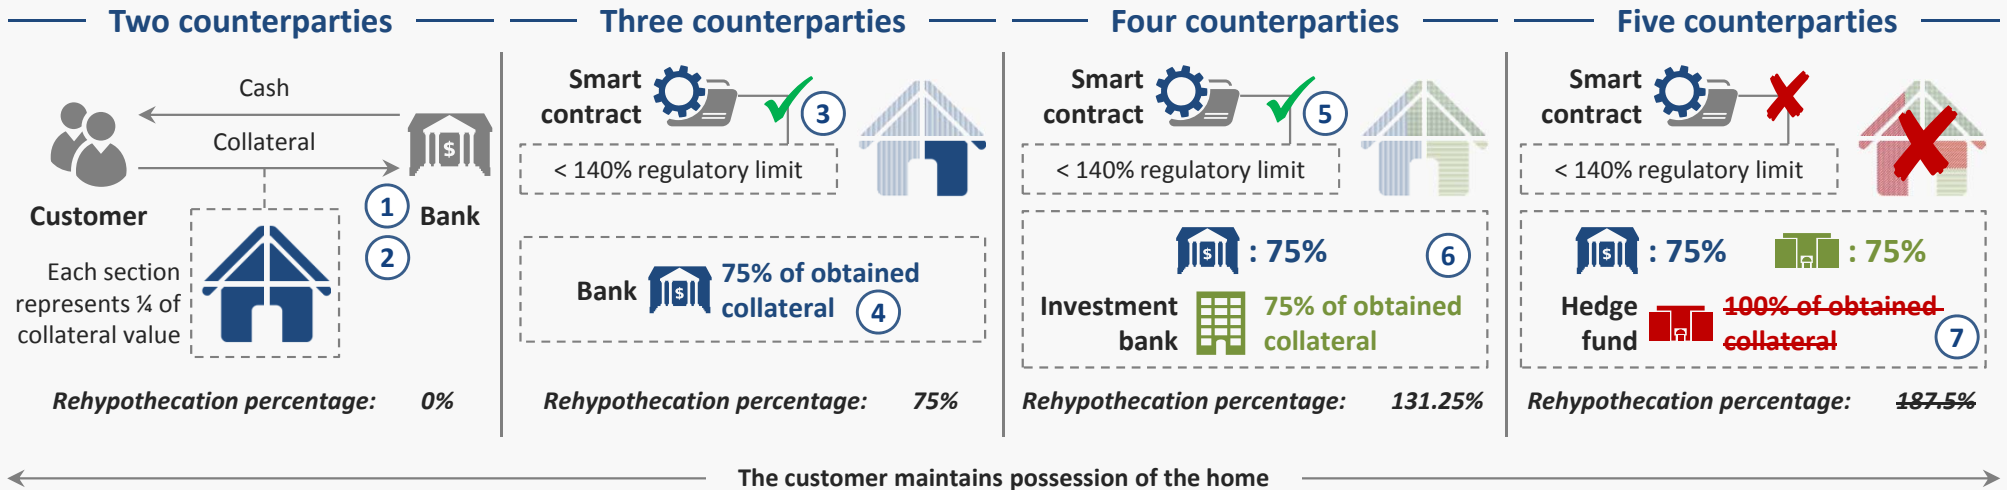 Two counterparties
Cash
Collateral
$
Customer
Bank
1
2
Each section
represents ¼ of
collateral value
Rehypothecation percentage: 0%
Three counterparties
Smart
contract
3
< 140% regulatory limit
Bank
$
75% of obtained
collateral
4
Rehypothecation percentage: 75%
Four counterparties
Smart
contract
5
< 140% regulatory limit
$
: 75%
6
Investment
bank
75% of obtained
collateral
Rehypothecation percentage: 131.25%
Five counterparties
Smart
contract
< 140% regulatory limit
$
: 75%
: 75%
Hedge
fund
100% of obtained
collateral
7
Rehypothecation percentage: 187.5%
The customer maintains possession of the home